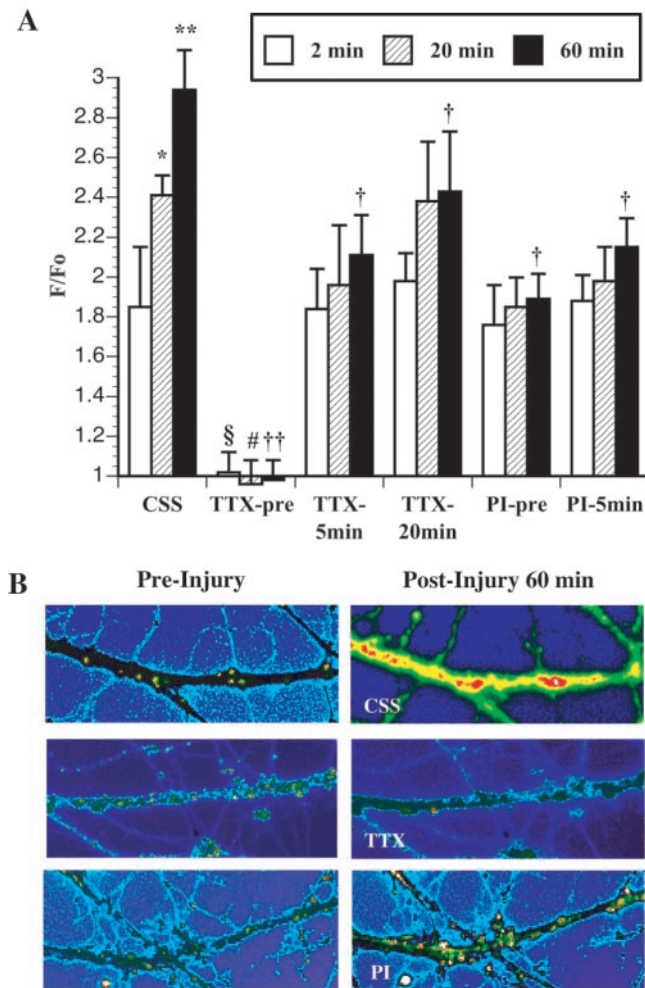 A
2 min 20 min 60 min
**
*
†
†
†
†
§ # ††
F/Fo
3
2.8
2.6
2.4
2.2
2
1.8
1.6
1.4
1.2
1
CSS TTX-pre TTX- TTX- PI-pre PI-5min
5min 20min
B
Pre-Injury Post-Injury 60 min
CSS
TTX
PI